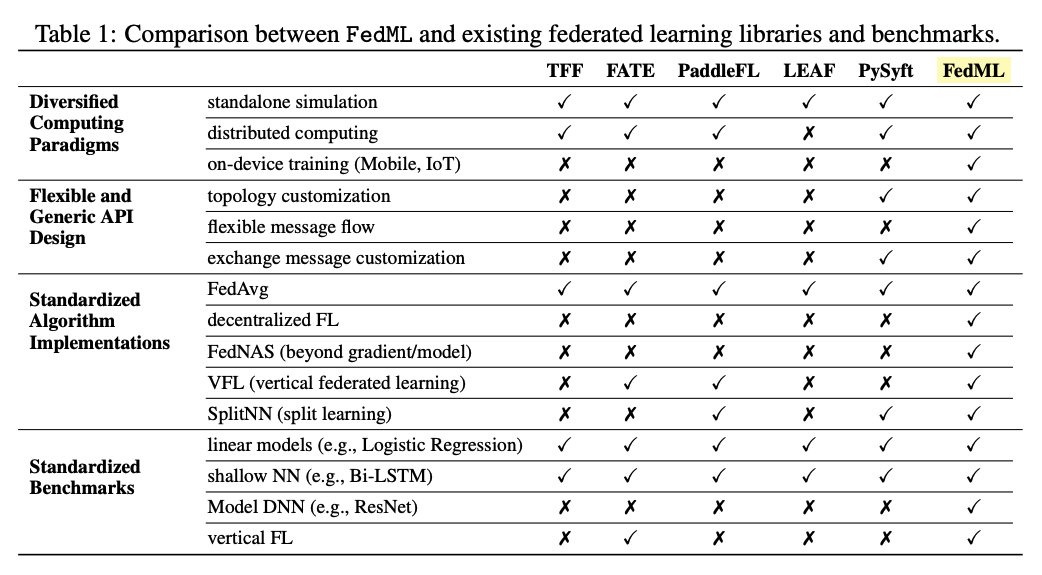 Table 1: Comparison between FedML and existing federated learning libraries and benchmarks.
TFF FATE PaddleFL LEAF PySyft FedML
Diversified Computing Paradigms
standalone simulation ✓ ✓ ✓ ✓ ✓ ✓
distributed computing ✓ ✓ ✓ ✗ ✓ ✓
on-device training (Mobile, IoT) ✗ ✗ ✗ ✗ ✗ ✓
Flexible and Generic API Design
topology customization ✗ ✗ ✗ ✗ ✓ ✓
flexible message flow ✗ ✗ ✗ ✗ ✗ ✓
exchange message customization ✗ ✗ ✗ ✗ ✓ ✓
Standardized Algorithm Implementations
FedAvg ✓ ✓ ✓ ✓ ✓ ✓
decentralized FL ✗ ✗ ✗ ✗ ✗ ✓
FedNAS (beyond gradient/model) ✗ ✗ ✗ ✗ ✗ ✓
VFL (vertical federated learning) ✗ ✓ ✓ ✗ ✗ ✓
SplitNN (split learning) ✗ ✗ ✓ ✗ ✓ ✓
Standardized Benchmarks
linear models (e.g., Logistic Regression) ✓ ✓ ✓ ✓ ✓ ✓
shallow NN (e.g., Bi-LSTM) ✓ ✓ ✓ ✓ ✓ ✓
Model DNN (e.g., ResNet) ✗ ✗ ✗ ✗ ✗ ✓
vertical FL ✗ ✓ ✗ ✗ ✗ ✓